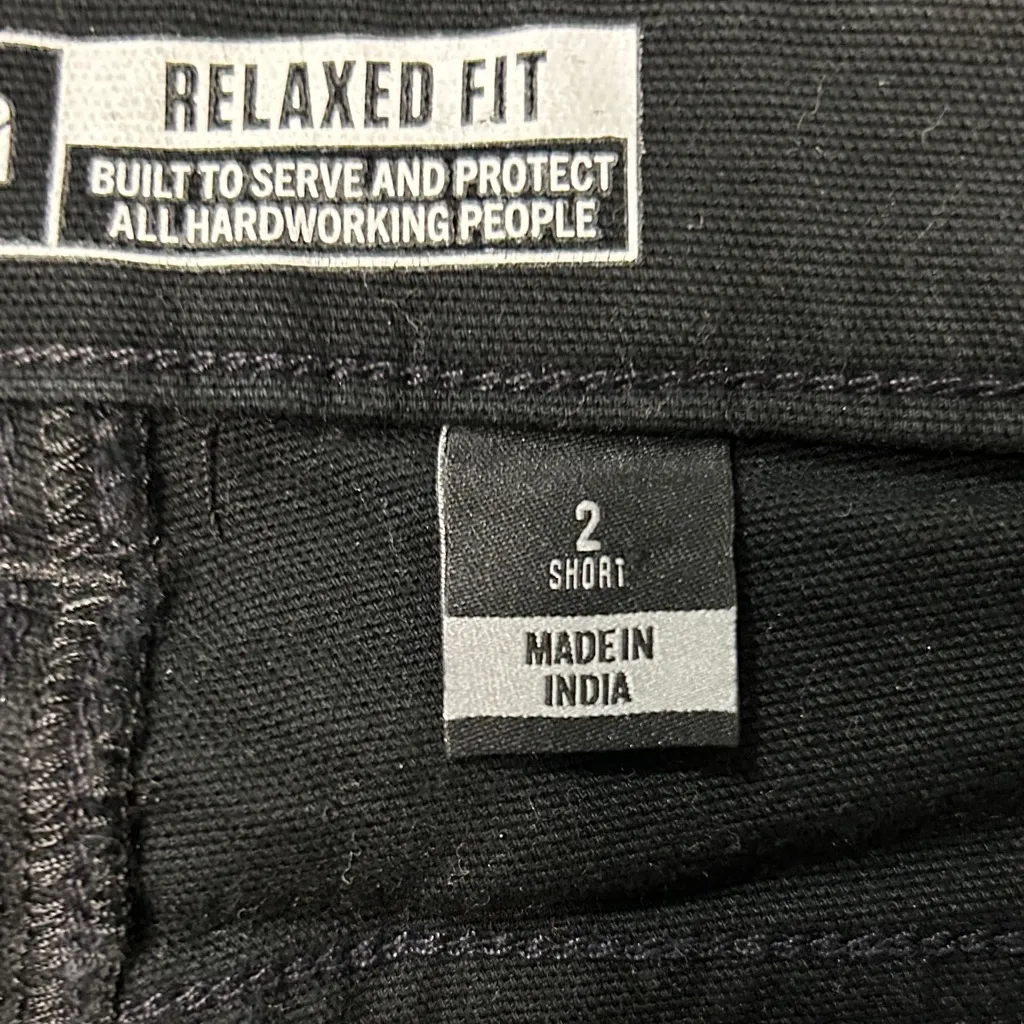 RELAXED FIT
BUILT TO SERVE AND PROTECT
ALL HARDWORKING PEOPLE
2
SHORT
MADE IN
INDIA